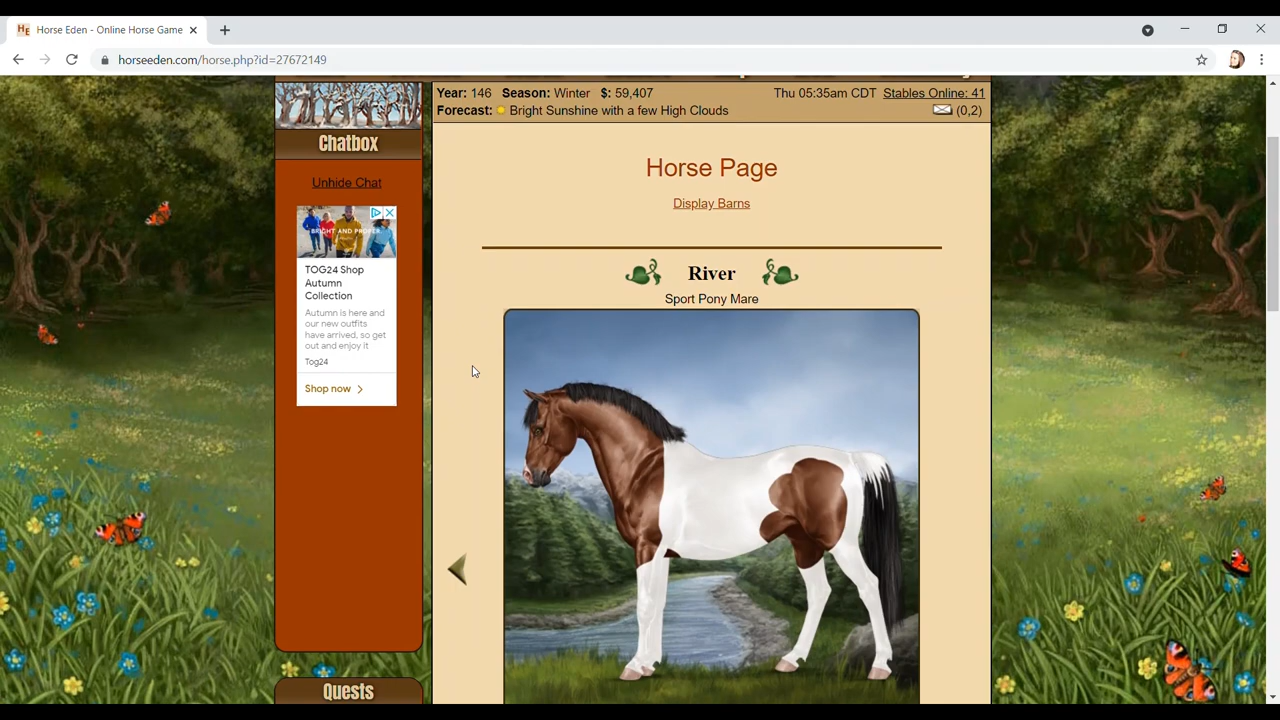 Horse Eden - Online Horse Game
horseeden.com/horse.php?id=27672149
Year: 146 Season: Winter $: 59,407 Thu 05:35am CDT Stables Online: 41
Forecast: Bright Sunshine with a few High Clouds (0,2)
Chatbox
Unhide Chat
BRIGHT AND PROPER.
TOG24 Shop
Autumn
Collection
Autumn is here and
our new outfits
have arrived, so get
out and enjoy it
Tog24
Shop now
Quests
Horse Page
Display Barns
River
Sport Pony Mare